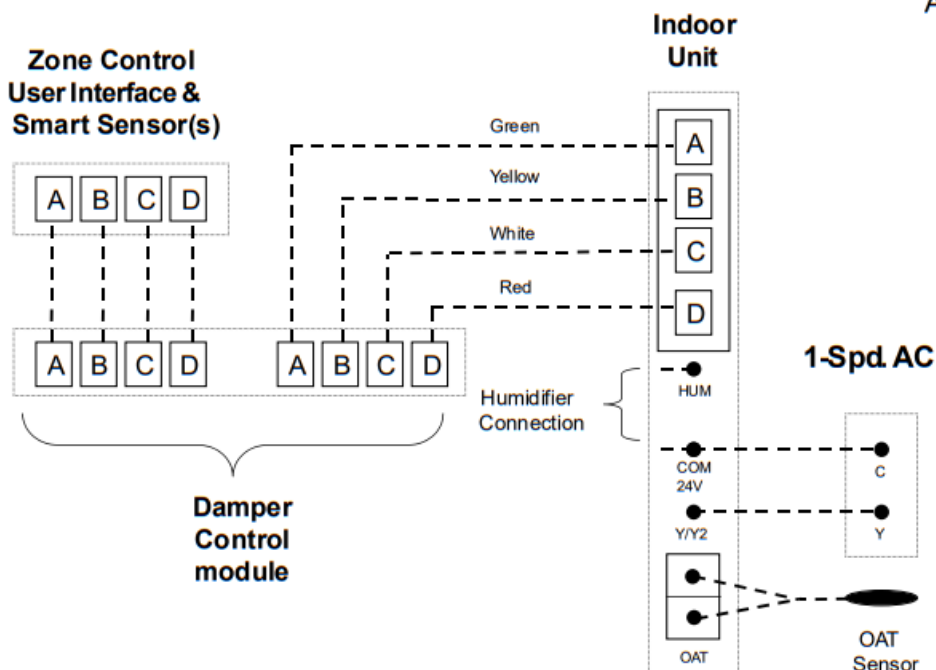 A
Indoor
Unit
Zone Control
User Interface &
Smart Sensor(s)
A B C D
Green
Yellow
White
Red
A
B
C
D
A B C D
A B C D
1-Spd. AC
HUM
Humidifier
Connection
COM
24V
C
Y/Y2
Y
Damper
Control
module
OAT
OAT
Sensor